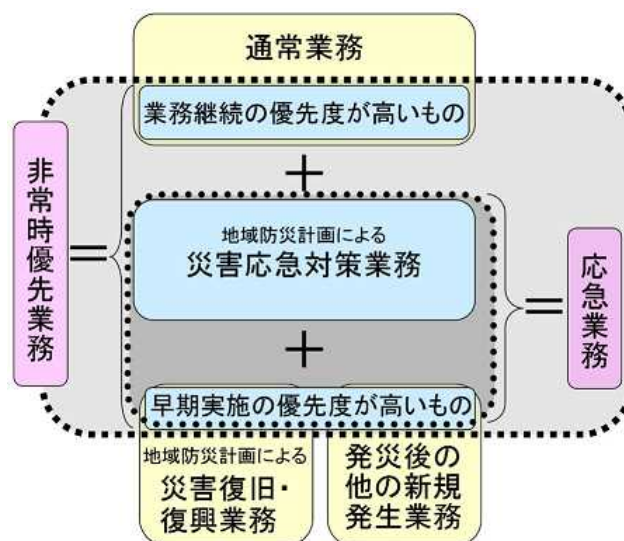 通常業務
業務継続の優先度が高いもの
+
非常時優先業務
=
地域防災計画による
災害応急対策業務
=
応急業務
+
早期実施の優先度が高いもの
地域防災計画による
災害復旧・
復興業務
発災後の
他の新規
発生業務